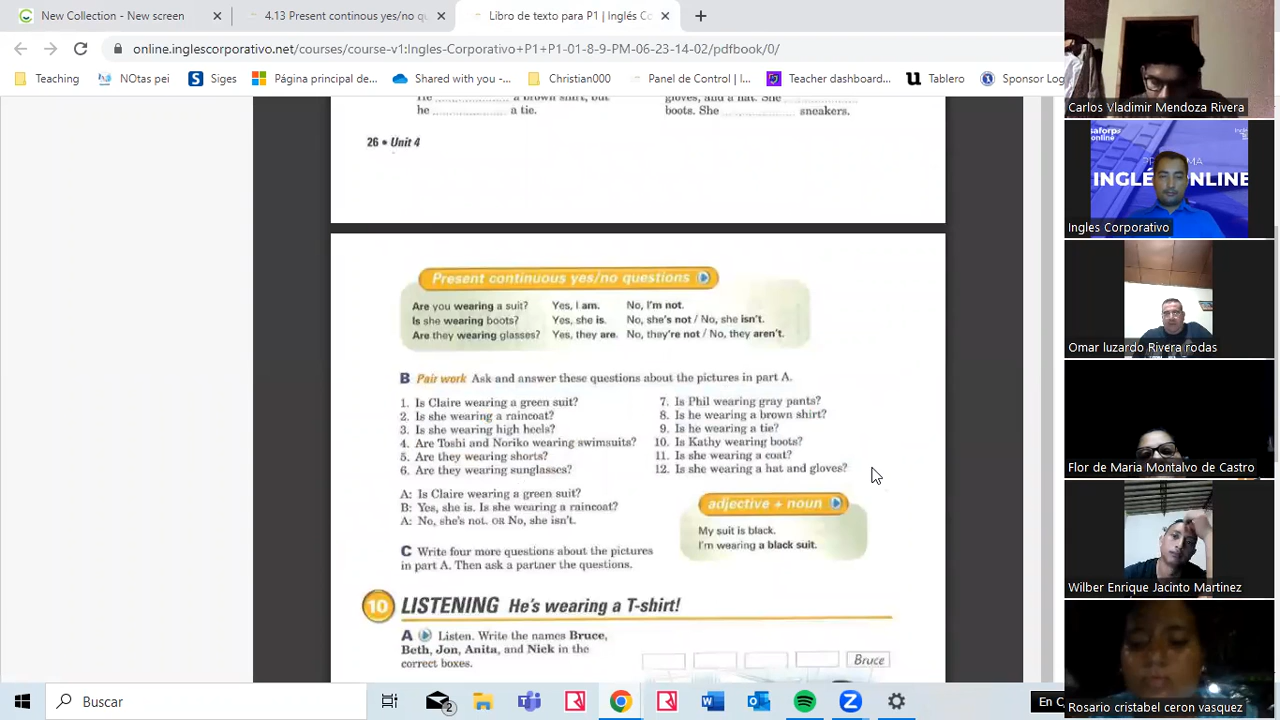 New Collection - New screen
4.13 Present continous yes/no qu
Libro de texto para P1 | Inglés Co
online.inglescorporativo.net/courses/course-v1:Ingles-Corporativo+P1+P1-01-8-9-PM-06-23-14-02/pdfbook/0/
Teaching
NOtas pei
Siges
Página principal de...
Shared with you -...
Christian000
Panel de Control | I...
Teacher dashboard...
Tablero
Sponsor Log
He a brown shirt, but
he a tie.
gloves, and a hat. She
boots. She sneakers.
26 • Unit 4
Present continuous yes/no questions
Are you wearing a suit? Yes, I am. No, I'm not.
Is she wearing boots? Yes, she is. No, she's not / No, she isn't.
Are they wearing glasses? Yes, they are. No, they're not / No, they aren't.
B Pair work Ask and answer these questions about the pictures in part A.
1. Is Claire wearing a green suit?
2. Is she wearing a raincoat?
3. Is she wearing high heels?
4. Are Toshi and Noriko wearing swimsuits?
5. Are they wearing shorts?
6. Are they wearing sunglasses?
7. Is Phil wearing gray pants?
8. Is he wearing a brown shirt?
9. Is he wearing a tie?
10. Is Kathy wearing boots?
11. Is she wearing a coat?
12. Is she wearing a hat and gloves?
A: Is Claire wearing a green suit?
B: Yes, she is. Is she wearing a raincoat?
A: No, she's not. OR No, she isn't.
adjective + noun
My suit is black.
I'm wearing a black suit.
C Write four more questions about the pictures
in part A. Then ask a partner the questions.
10 LISTENING He's wearing a T-shirt!
A Listen. Write the names Bruce,
Beth, Jon, Anita, and Nick in the
correct boxes.
Bruce
Buscar
2
En C
Carlos Vladimir Mendoza Rivera
saforp
online
INGLÉ ONLINE
Ingles Corporativo
Omar luzardo Rivera rodas
Flor de Maria Montalvo de Castro
Wilber Enrique Jacinto Martinez
Rosario cristabel ceron vasquez